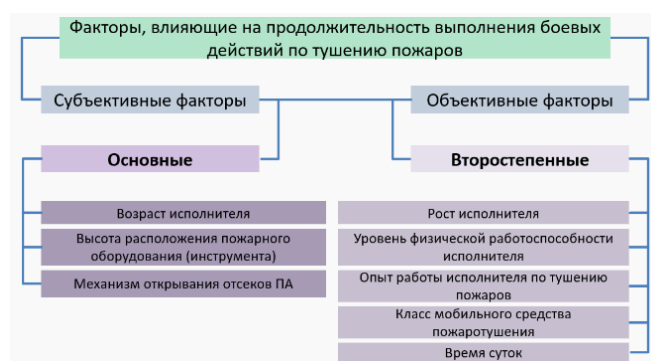 Факторы, влияющие на продолжительность выполнения боевых
действий по тушению пожаров
Субъективные факторы
Объективные факторы
Основные
Второстепенные
Возраст исполнителя
Высота расположения пожарного
оборудования (инструмента)
Механизм открывания отсеков ПА
Рост исполнителя
Уровень физической работоспособности
исполнителя
Опыт работы исполнителя по тушению
пожаров
Класс мобильного средства
пожаротушения
Время суток